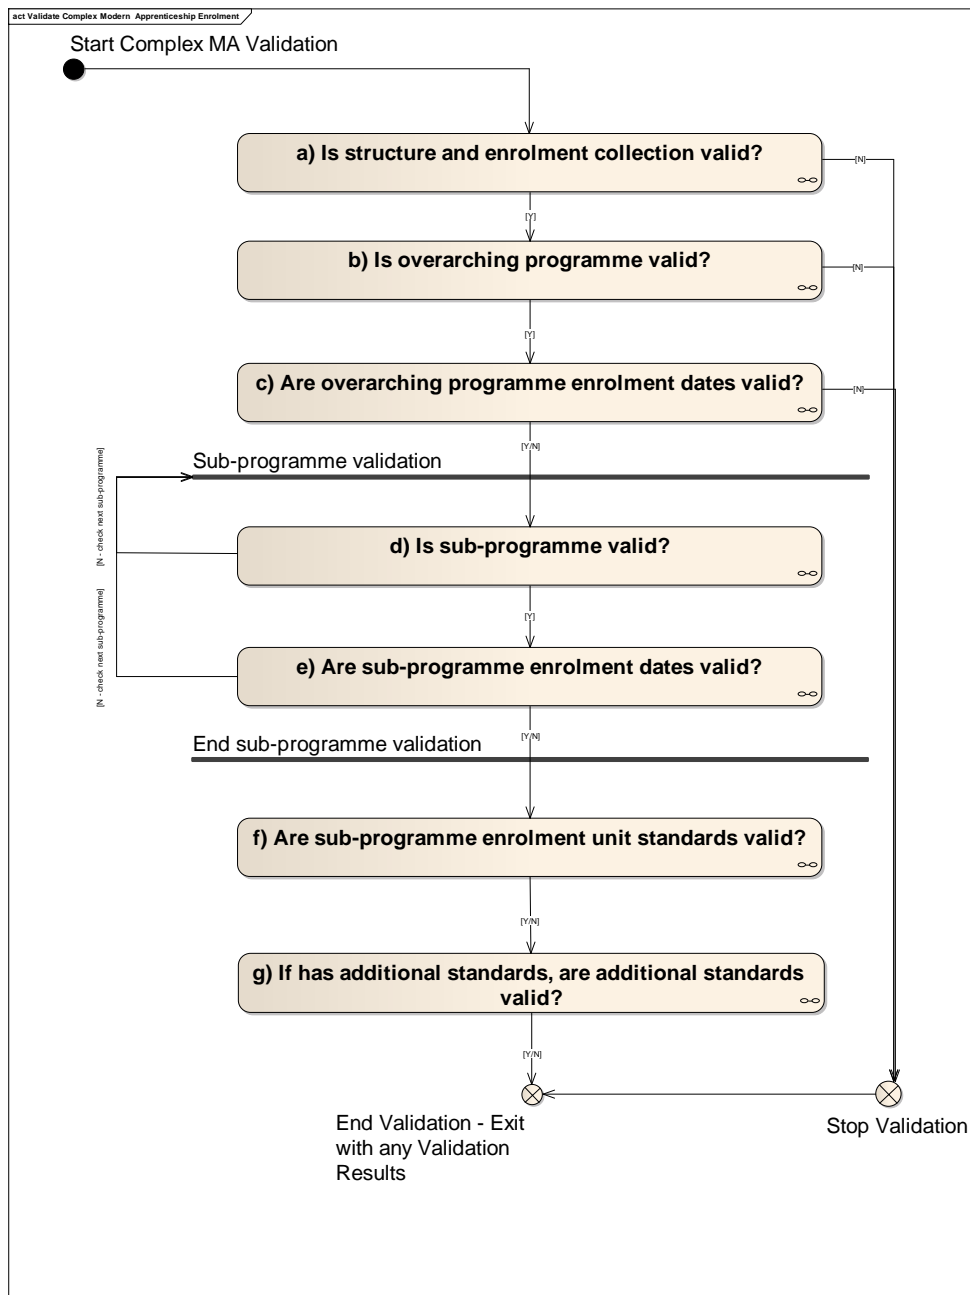 act Validate Complex Modern Apprenticeship Enrolment
Start Complex MA Validation
a) Is structure and enrolment collection valid?
[N]
[Y]
b) Is overarching programme valid?
[N]
[Y]
c) Are overarching programme enrolment dates valid?
[N]
[Y/N]
Sub-programme validation
[N - check next sub-programme]
d) Is sub-programme valid?
[Y]
[N - check next sub-programme]
e) Are sub-programme enrolment dates valid?
[Y/N]
End sub-programme validation
f) Are sub-programme enrolment unit standards valid?
[Y/N]
g) If has additional standards, are additional standards
valid?
[Y/N]
End Validation - Exit
with any Validation
Results
Stop Validation